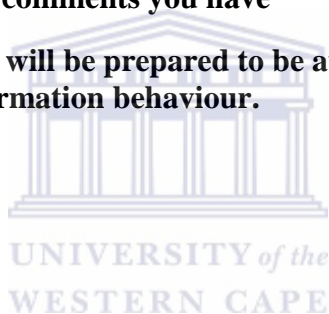 comments you have
will be prepared to be a
rmation behaviour.
UNIVERSITY of the
WESTERN CAPE